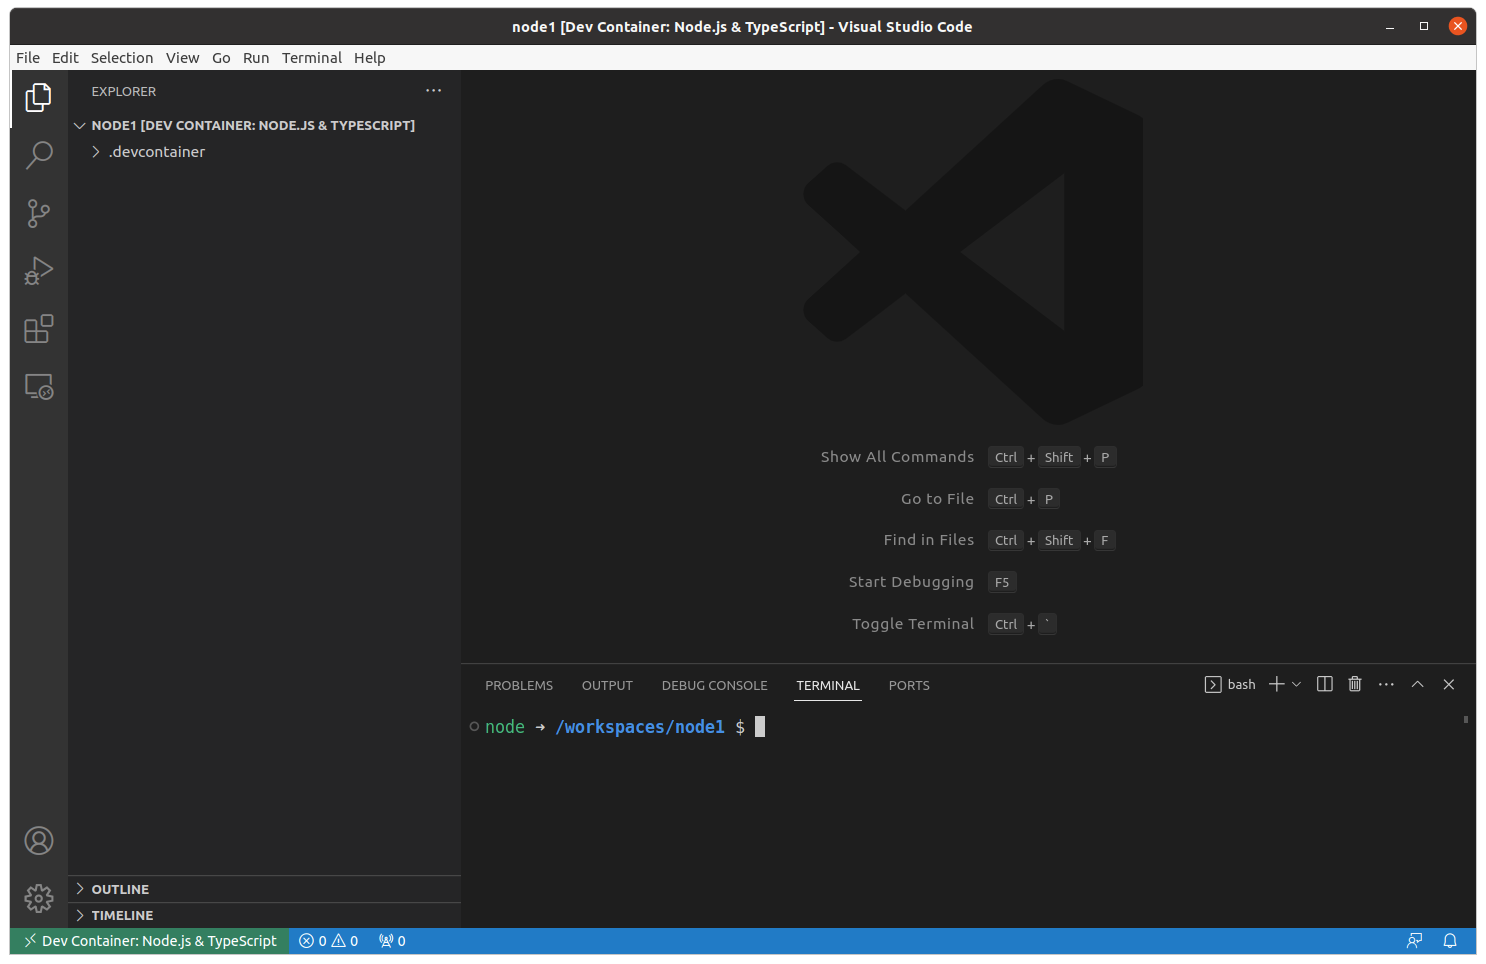 node1 [Dev Container: Node.js & TypeScript] - Visual Studio Code
File Edit Selection View Go Run Terminal Help
EXPLORER
NODE1 [DEV CONTAINER: NODE.JS & TYPESCRIPT]
.devcontainer
OUTLINE
TIMELINE
Show All Commands Ctrl + Shift + P
Go to File Ctrl + P
Find in Files Ctrl + Shift + F
Start Debugging F5
Toggle Terminal Ctrl + `
PROBLEMS OUTPUT DEBUG CONSOLE TERMINAL PORTS bash
node ➜ /workspaces/node1 $
Dev Container: Node.js & TypeScript 0 0 0